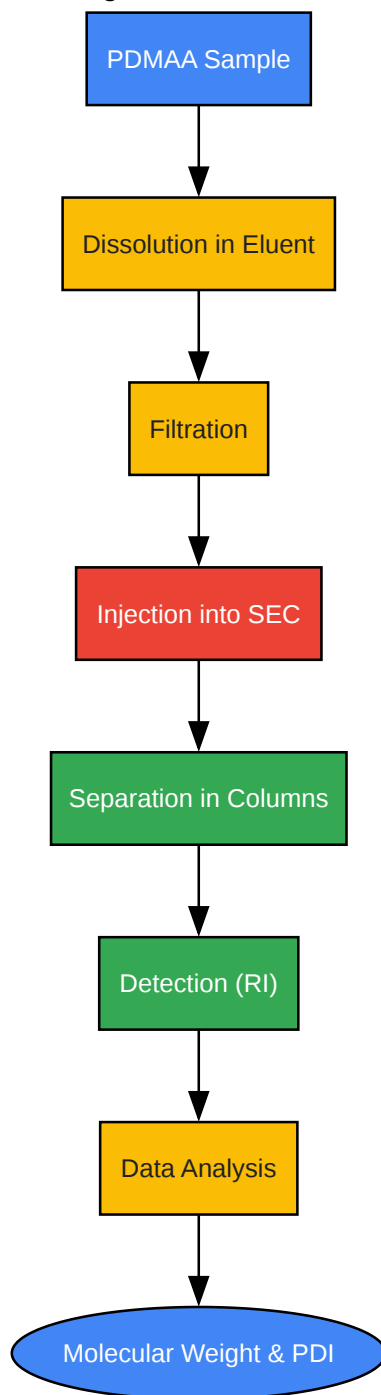 PDMAA Sample
Dissolution in Eluent
Filtration
Injection into SEC
Separation in Columns
Detection (RI)
Data Analysis
Molecular Weight & PDI